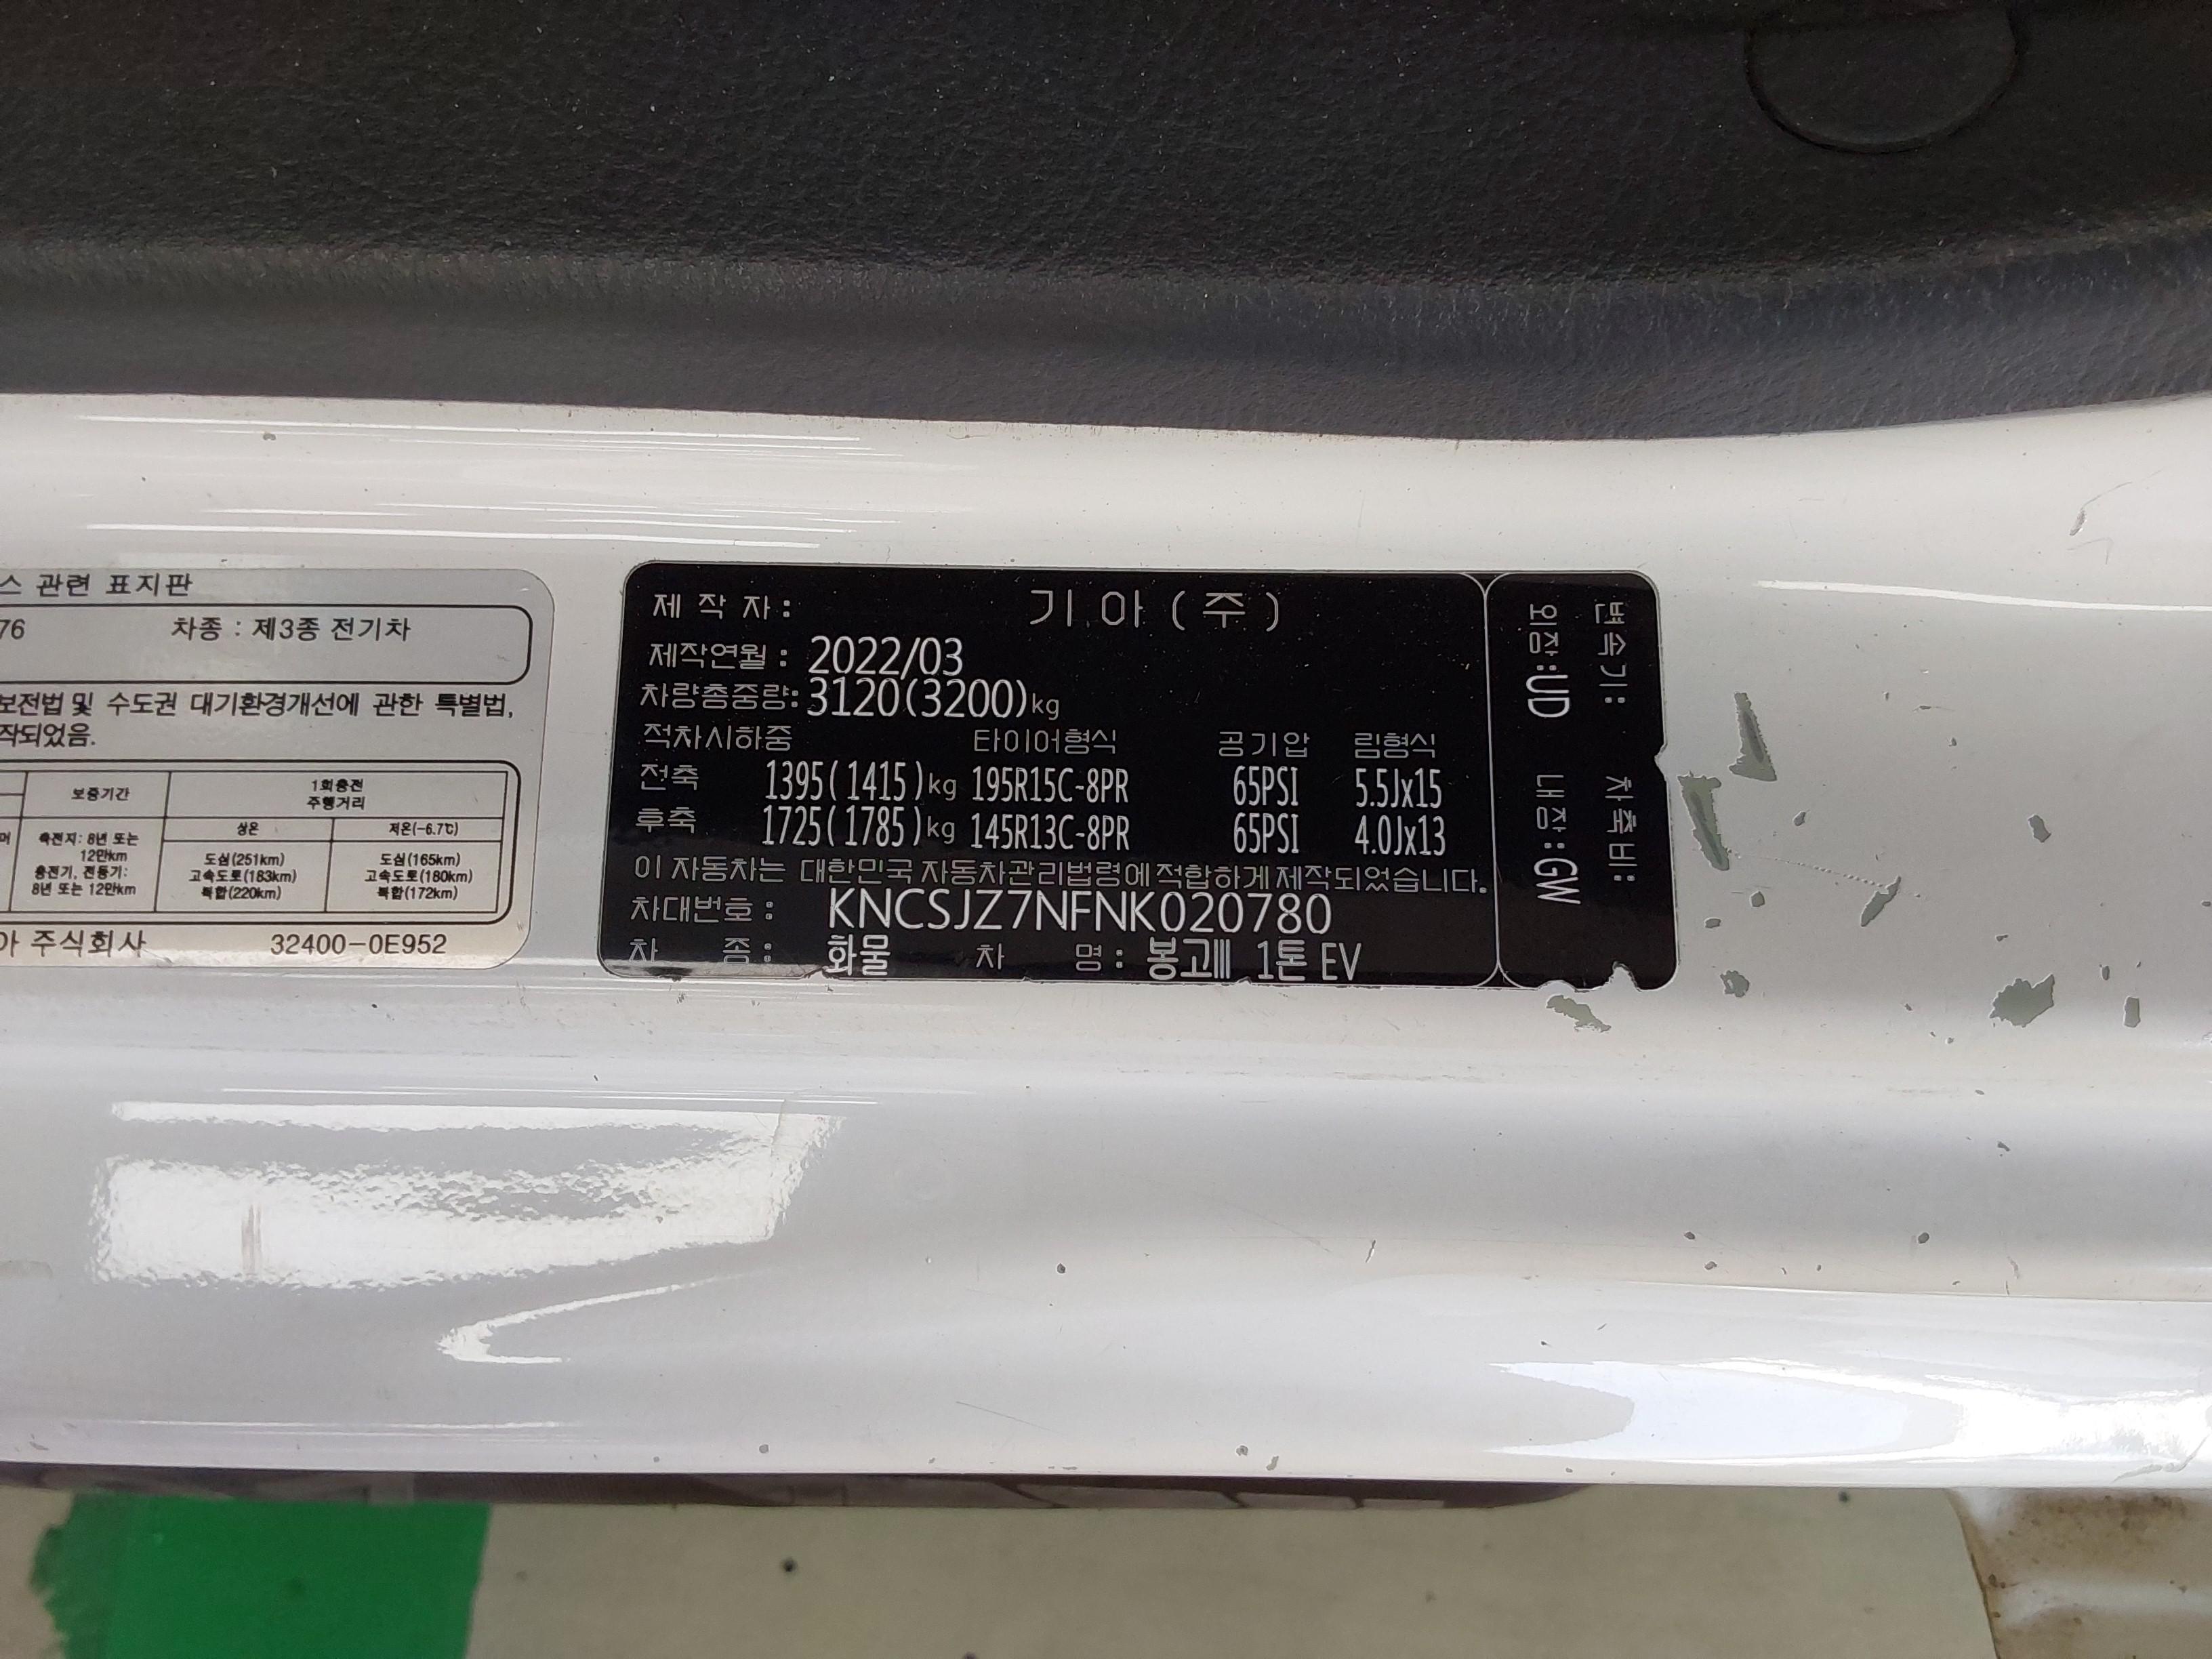 스 관련 표지판
76 차종 : 제3종 전기차
보전법 및 수도권 대기환경개선에 관한 특별법,
작되었음.
보증기간
1회충전
주행거리
상온
저온(-6.7℃)
축전지: 8년 또는
12만km
충전기, 전동기:
8년 또는 12만km
도심(251km)
고속도로(183km)
복합(220km)
도심(165km)
고속도로(180km)
복합(172km)
아 주식회사 32400-0E952
제 작 자 : 기 아 ( 주 )
제작연월 : 2022/03
차량총중량: 3120(3200)kg
적차시하중 타이어형식 공기압 림형식
전축 1395(1415)kg 195R15C-8PR 65PSI 5.5Jx15
후축 1725(1785)kg 145R13C-8PR 65PSI 4.0Jx13
이 자동차는 대한민국 자동차관리법령에 적합하게 제작되었습니다.
차대번호 : KNCSJZ7NFNK020780
차 종 : 화물 차 명 : 봉고Ⅲ 1톤 EV
변속기 : 차축비 :
외장 :UD 내장 :GW